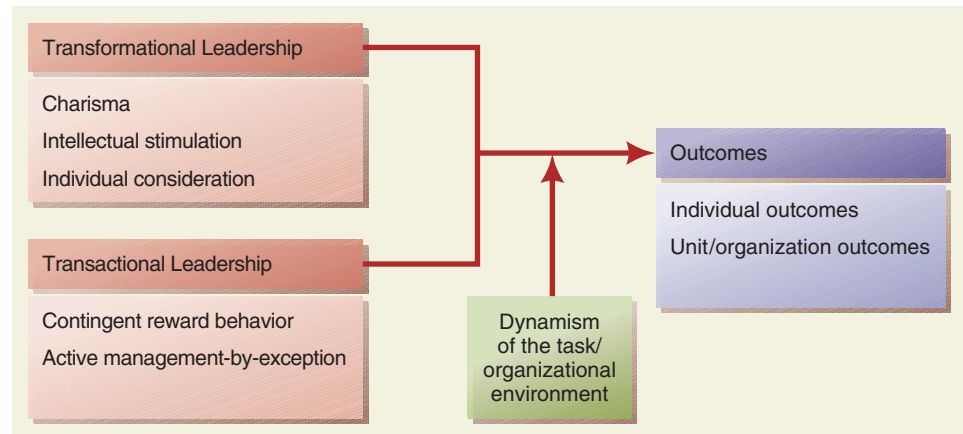 Transformational Leadership
Charisma
Intellectual stimulation
Individual consideration
Transactional Leadership
Contingent reward behavior
Active management-by-exception
Dynamism
of the task/
organizational
environment
Outcomes
Individual outcomes
Unit/organization outcomes